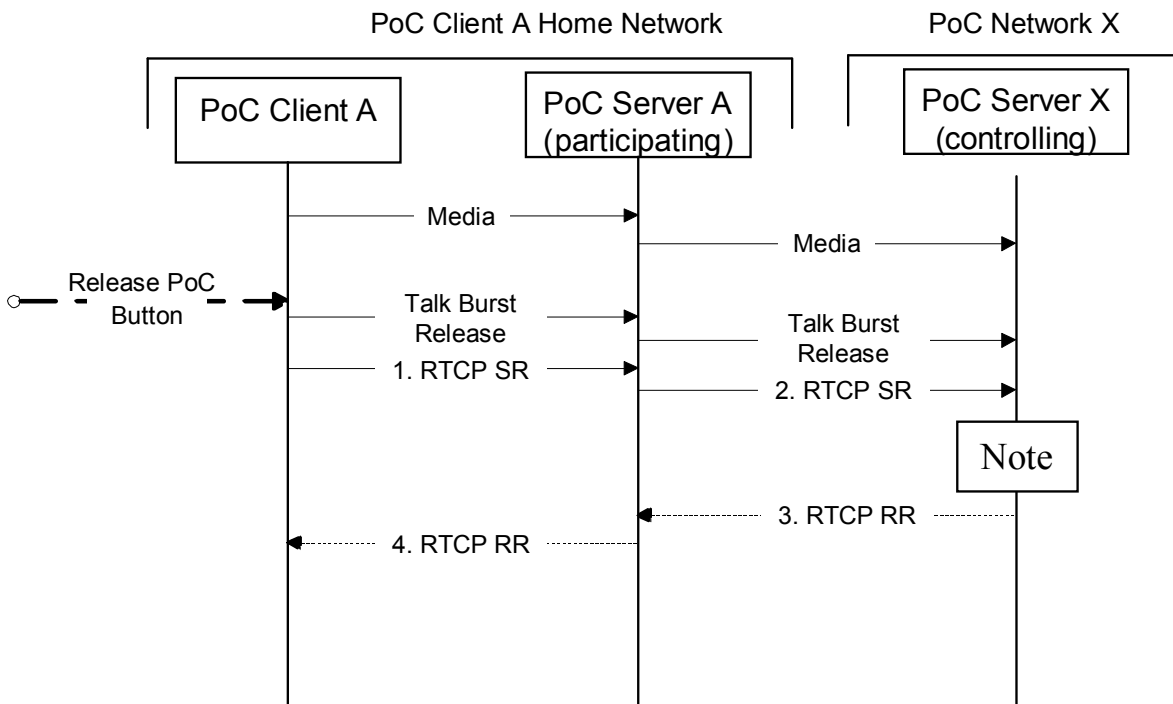 PoC Client A Home Network
PoC Network X
PoC Client A
PoC Server A
(participating)
PoC Server X
(controlling)
Media
Media
Release PoC
Button
Talk Burst
Release
Talk Burst
Release
1. RTCP SR
2. RTCP SR
Note
3. RTCP RR
4. RTCP RR